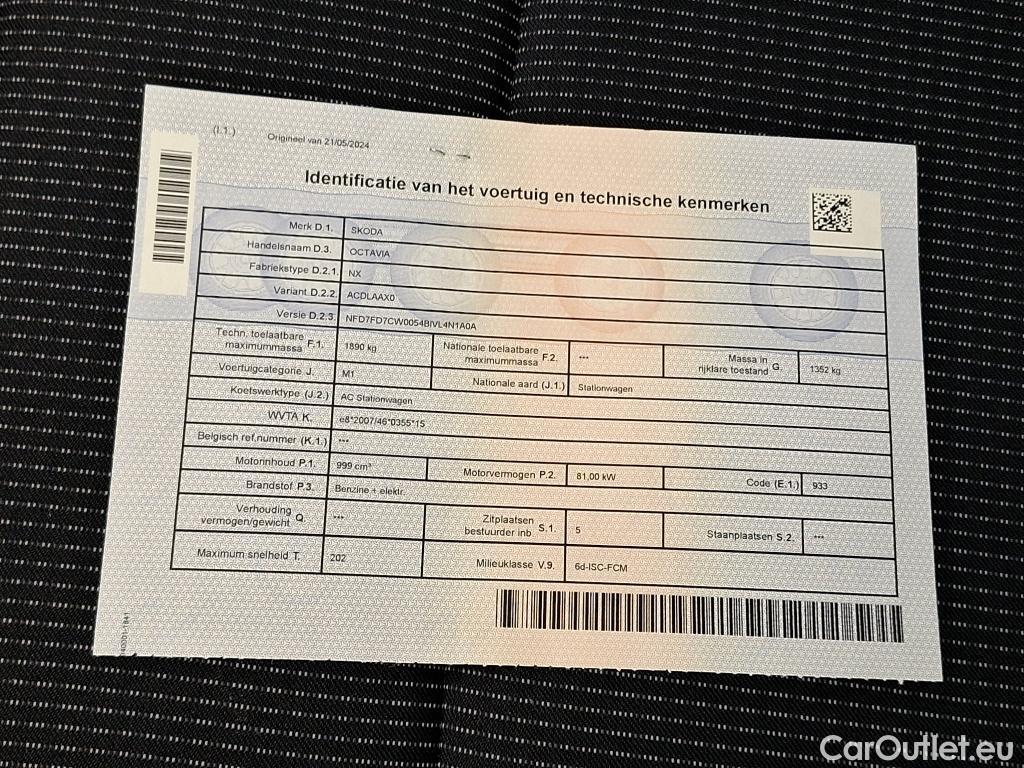 (I.1.) Origineel van 21/05/2024
Identificatie van het voertuig en technische kenmerken
Merk D.1. SKODA
Handelsnaam D.3. OCTAVIA
Fabriekstype D.2.1. NX
Variant D.2.2. ACDLAAX0
Versie D.2.3. NFD7FD7CW0054BIVL4N1A0A
Techn. toelaatbare maximummassa F.1. 1890 kg Nationale toelaatbare maximummassa F.2. --- Massa in rijklare toestand G. 1352 kg
Voertuigcategorie J. M1 Nationale aard (J.1.) Stationwagen
Koetswerktype (J.2.) AC Stationwagen
WVTA K. e8*2007/46*0355*15
Belgisch ref.nummer (K.1.) ---
Motorinhoud P.1. 999 cm³ Motorvermogen P.2. 81,00 kW Code (E.1.) 933
Brandstof P.3. Benzine + elektr.
Verhouding vermogen/gewicht Q. --- Zitplaatsen bestuurder inb S.1. 5 Staanplaatsen S.2. ---
Maximum snelheid T. 202 Milieuklasse V.9. 6d-ISC-FCM
CarOutlet.eu